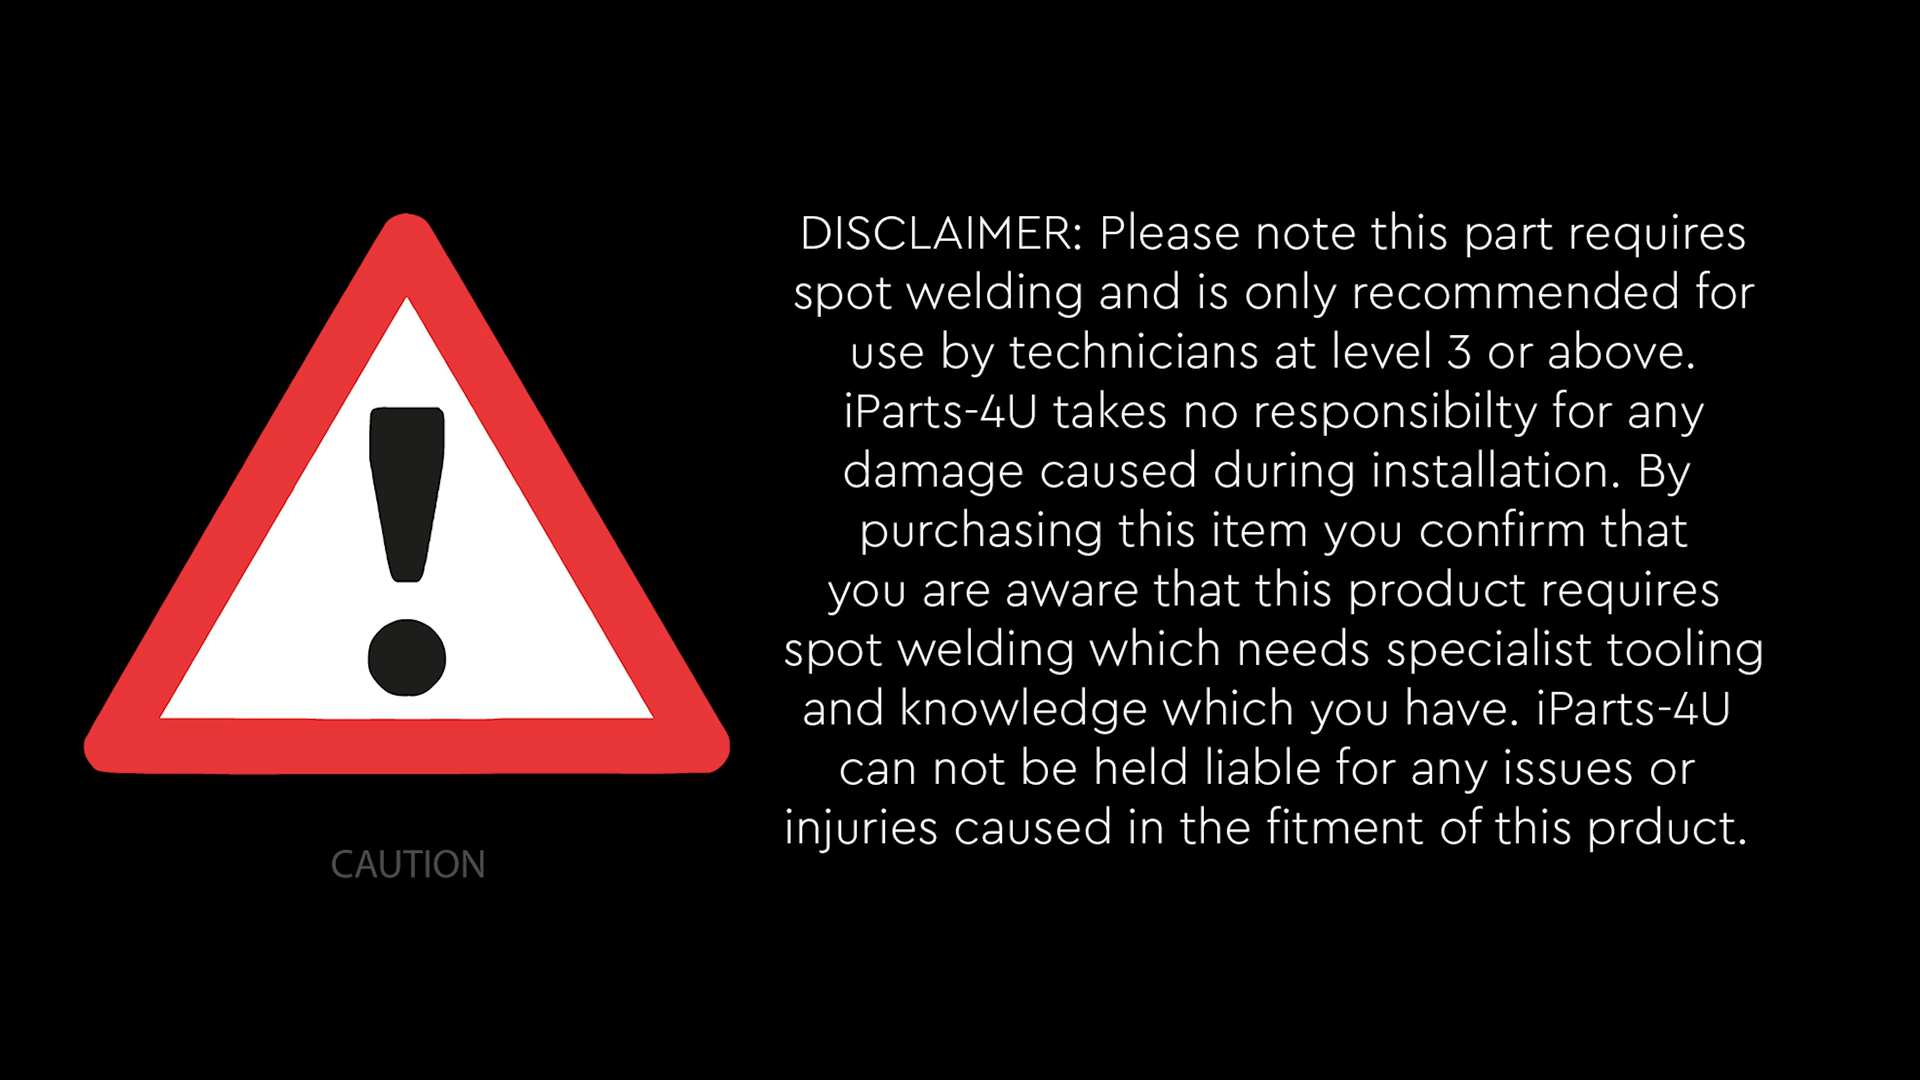 DISCLAIMER: Please note this part requires
spot welding and is only recommended for
use by technicians at level 3 or above.
iParts-4U takes no responsibilty for any
damage caused during installation. By
purchasing this item you confirm that
you are aware that this product requires
spot welding which needs specialist tooling
and knowledge which you have. iParts-4U
can not be held liable for any issues or
injuries caused in the fitment of this prduct.
CAUTION